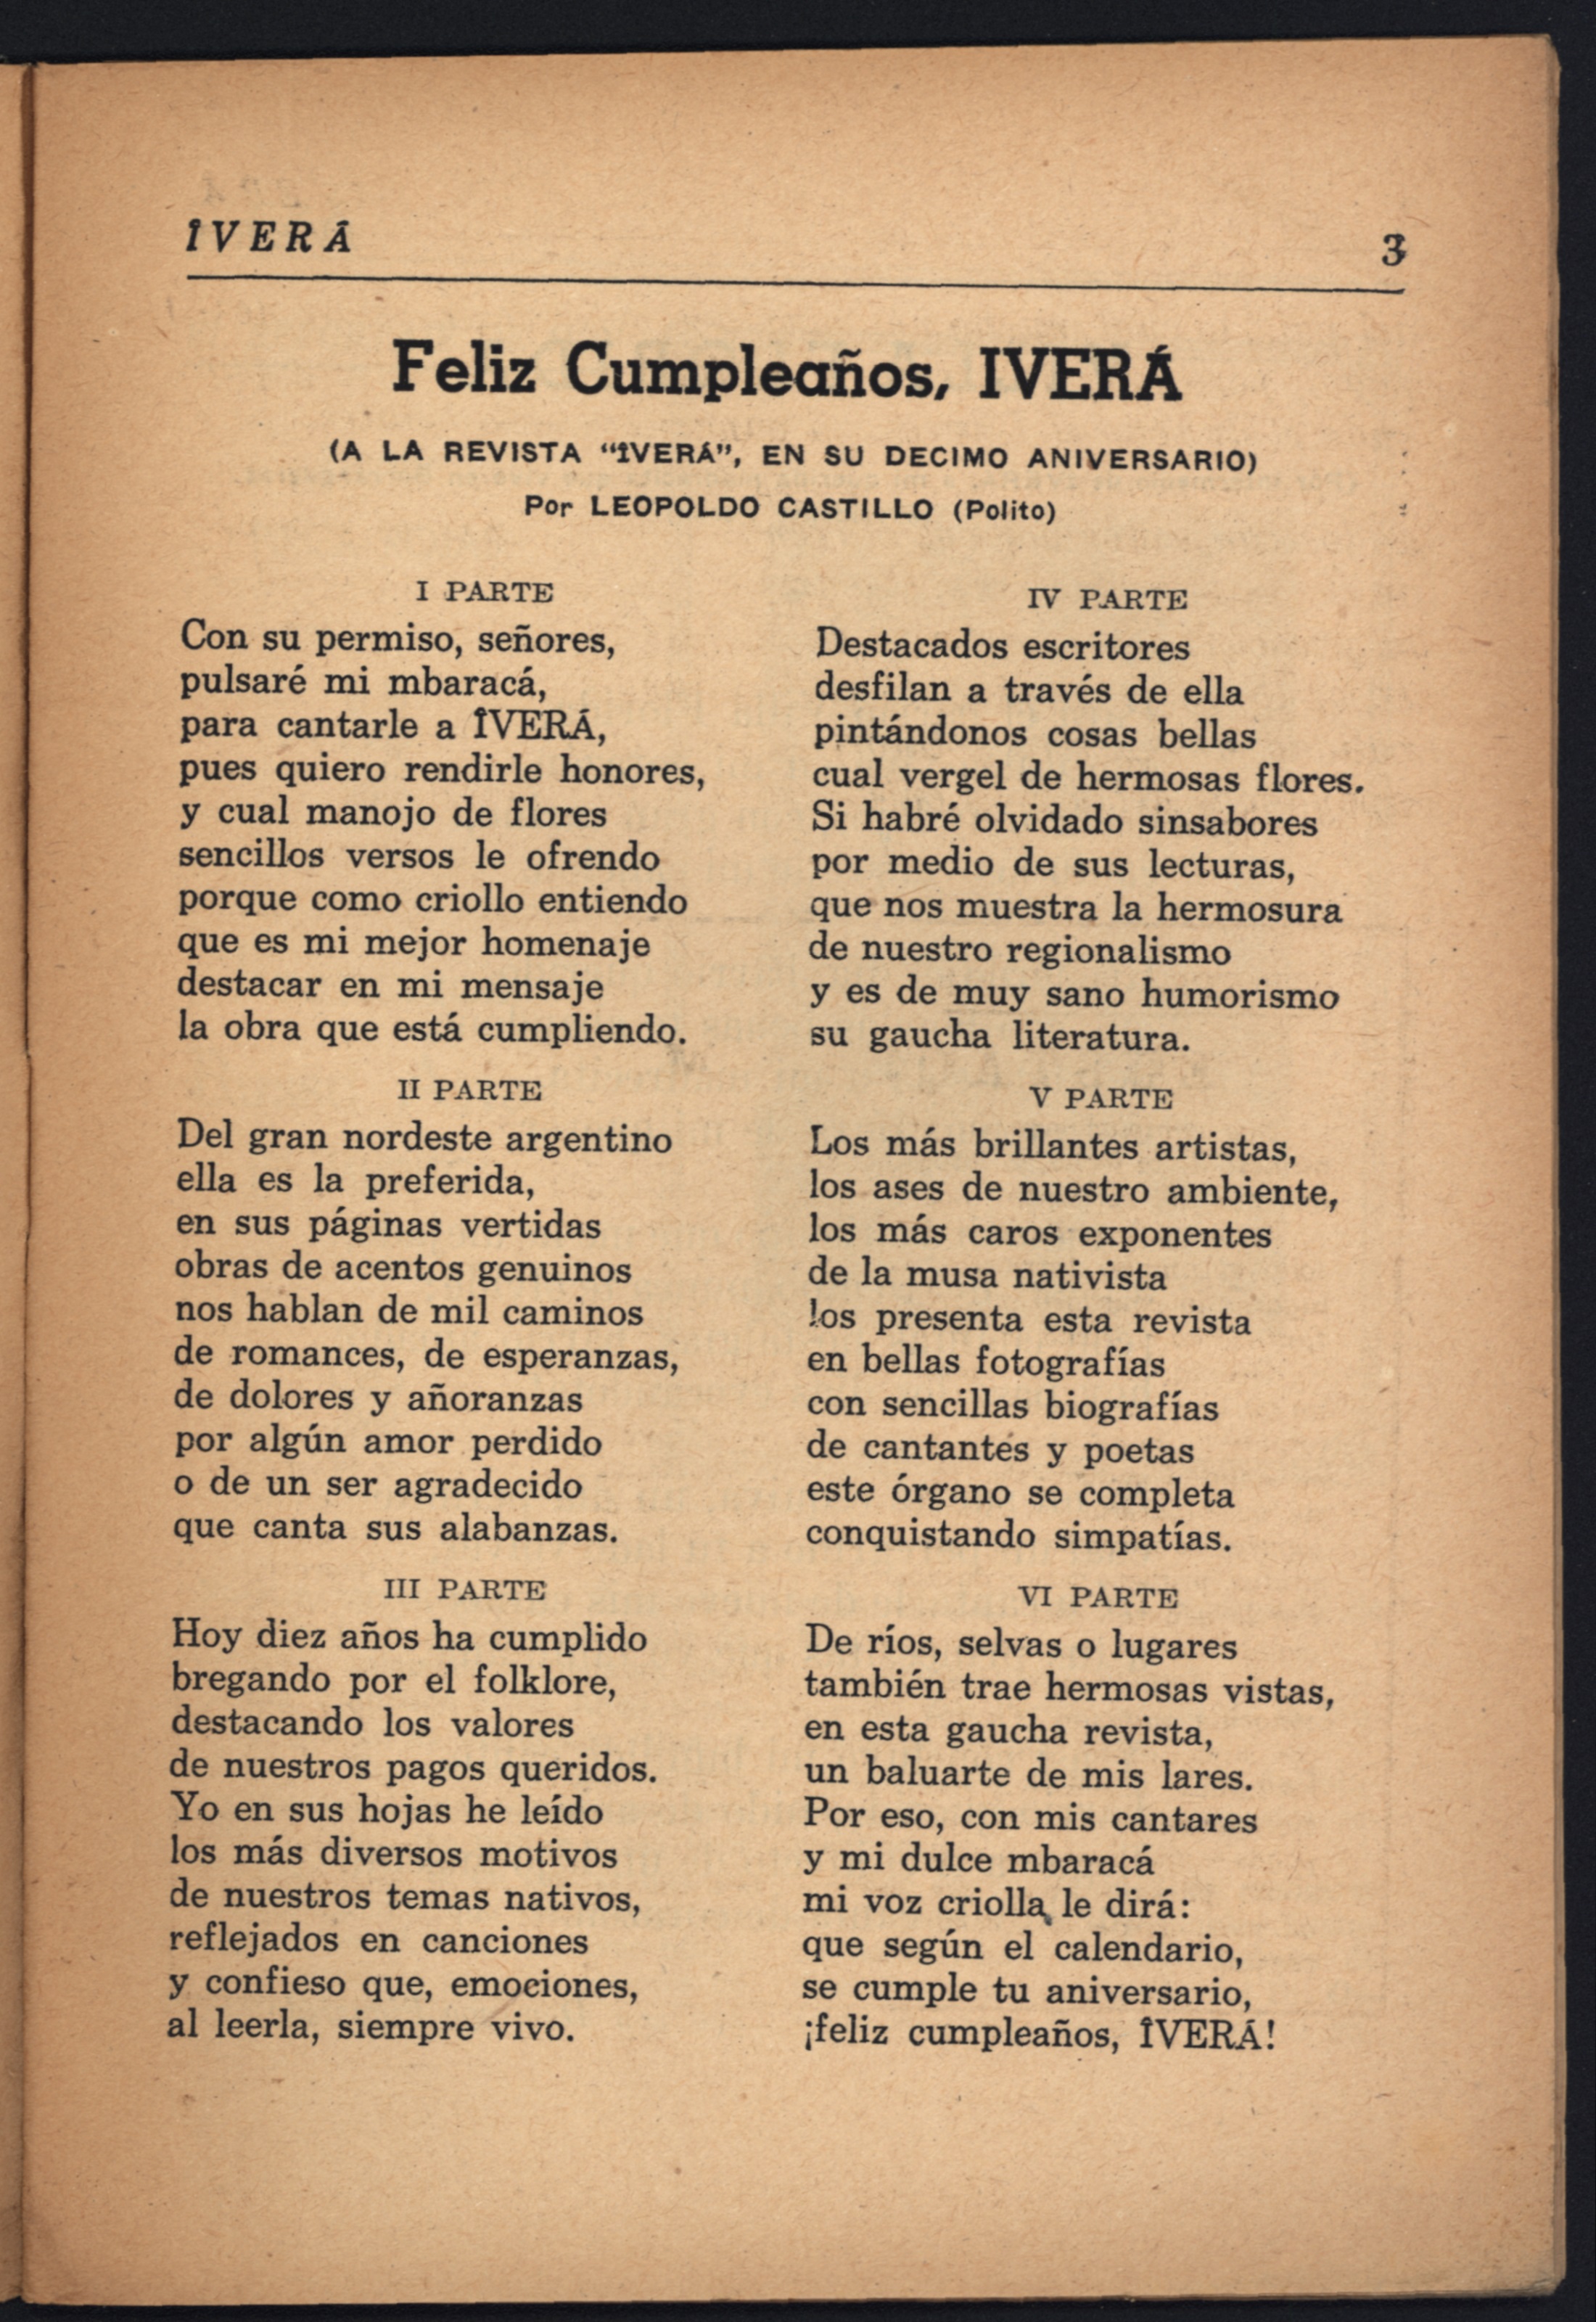 ÎVERÁ
3
Feliz Cumpleaños, IVERÁ
(A LA REVISTA "ÎVERÁ", EN SU DECIMO ANIVERSARIO)
Por LEOPOLDO CASTILLO (Polito)
I PARTE
Con su permiso, señores,
pulsaré mi mbaracá,
para cantarle a ÎVERÁ,
pues quiero rendirle honores,
y cual manojo de flores
sencillos versos le ofrendo
porque como criollo entiendo
que es mi mejor homenaje
destacar en mi mensaje
la obra que está cumpliendo.
II PARTE
Del gran nordeste argentino
ella es la preferida,
en sus páginas vertidas
obras de acentos genuinos
nos hablan de mil caminos
de romances, de esperanzas,
de dolores y añoranzas
por algún amor perdido
o de un ser agradecido
que canta sus alabanzas.
III PARTE
Hoy diez años ha cumplido
bregando por el folklore,
destacando los valores
de nuestros pagos queridos.
Yo en sus hojas he leído
los más diversos motivos
de nuestros temas nativos,
reflejados en canciones
y confieso que, emociones,
al leerla, siempre vivo.
IV PARTE
Destacados escritores
desfilan a través de ella
pintándonos cosas bellas
cual vergel de hermosas flores.
Si habré olvidado sinsabores
por medio de sus lecturas,
que nos muestra la hermosura
de nuestro regionalismo
y es de muy sano humorismo
su gaucha literatura.
V PARTE
Los más brillantes artistas,
los ases de nuestro ambiente,
los más caros exponentes
de la musa nativista
los presenta esta revista
en bellas fotografías
con sencillas biografías
de cantantes y poetas
este órgano se completa
conquistando simpatías.
VI PARTE
De ríos, selvas o lugares
también trae hermosas vistas,
en esta gaucha revista,
un baluarte de mis lares.
Por eso, con mis cantares
y mi dulce mbaracá
mi voz criolla le dirá:
que según el calendario,
se cumple tu aniversario,
¡feliz cumpleaños, ÎVERÁ!